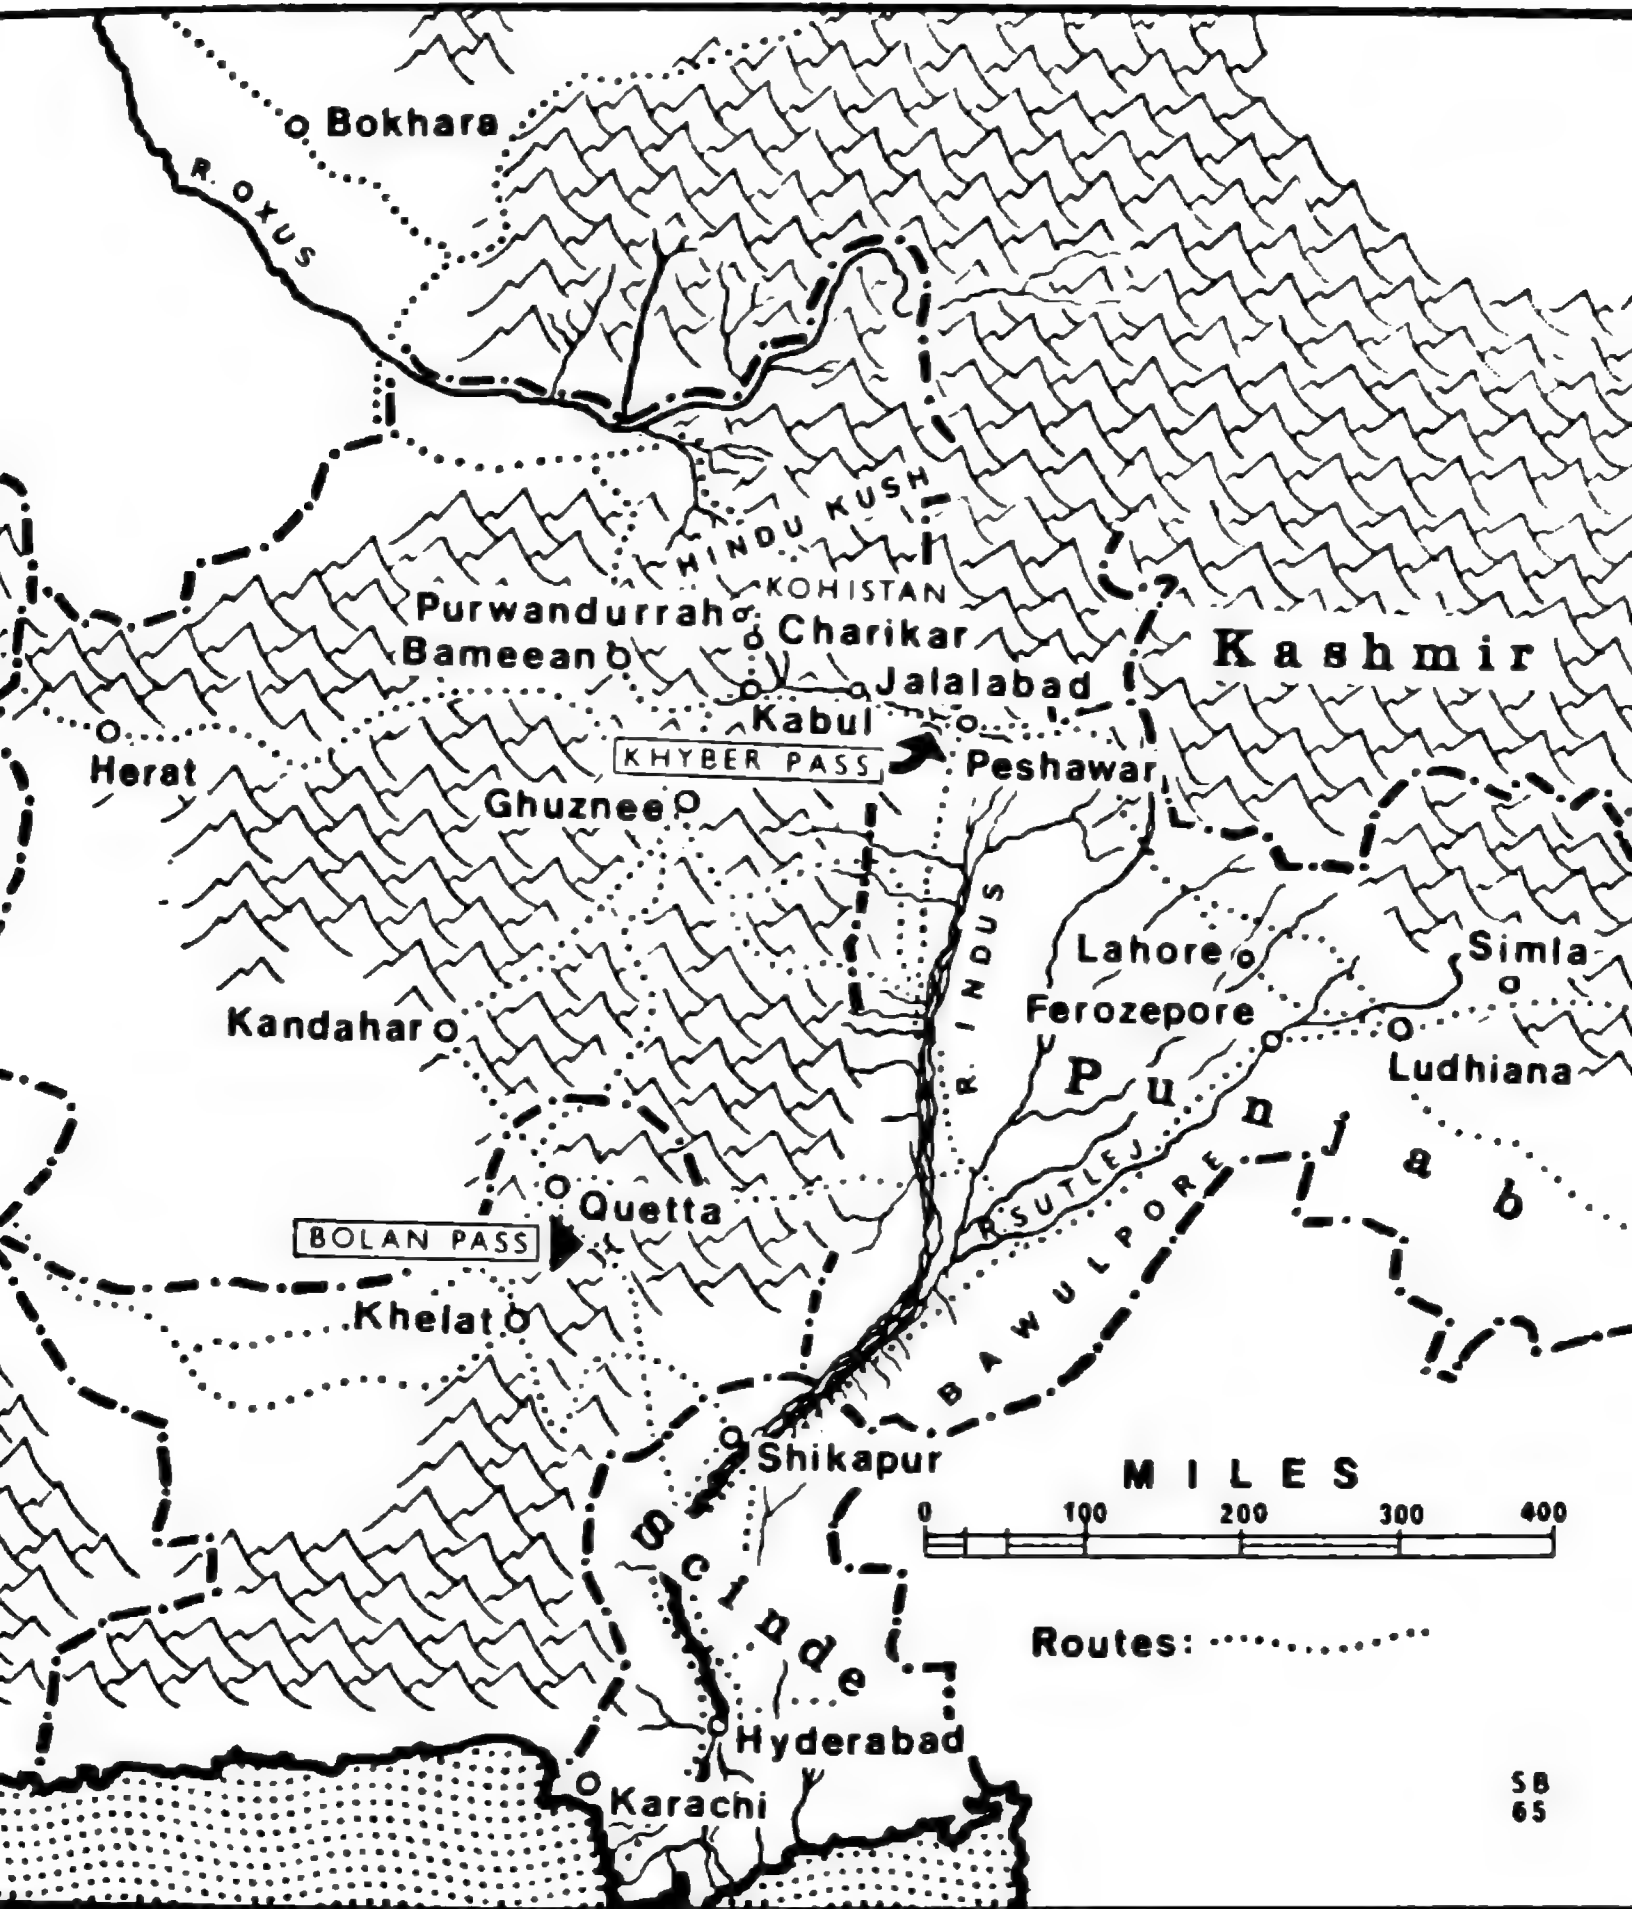 Bokhara
R. OXUS
HINDU KUSH
KOHISTAN
Purwandurrah
Charikar
Bameean
Kashmir
Jalalabad
Kabul
KHYBER PASS
Peshawar
Herat
Ghuznee
R. INDUS
Lahore
Simla
Ferozepore
Kandahar
Ludhiana
Punjab
R. SUTLEJ
BAWULPORE
Quetta
BOLAN PASS
Khelat
Shikapur
MILES
0 100 200 300 400
Scinde
Routes:
Hyderabad
Karachi
SB
65